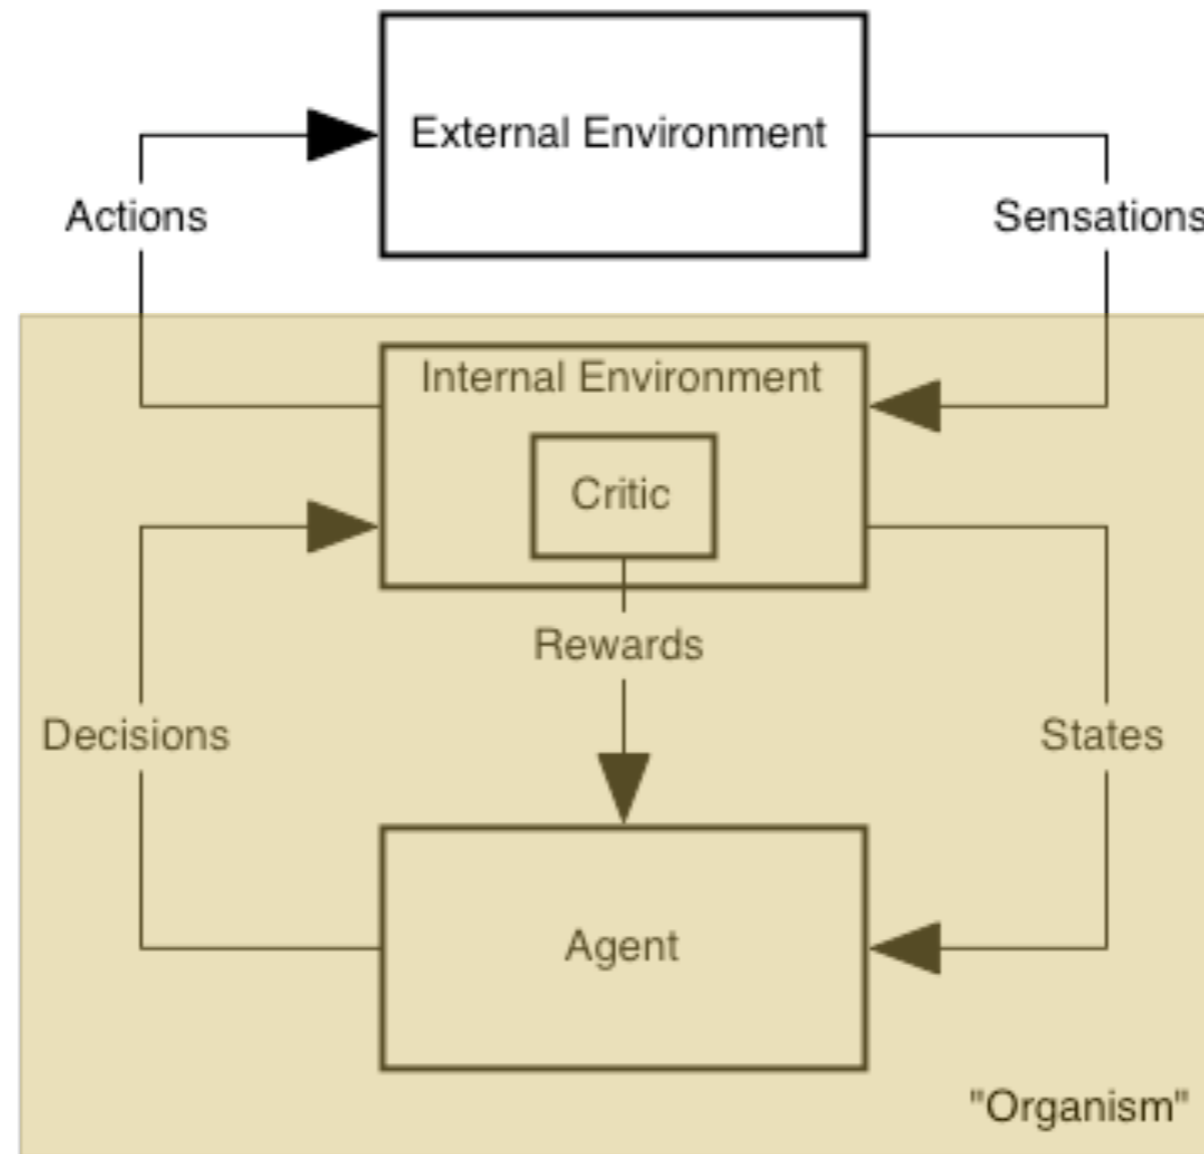 External Environment
Actions
Sensations
Internal Environment
Critic
Rewards
Decisions
States
Agent
"Organism"